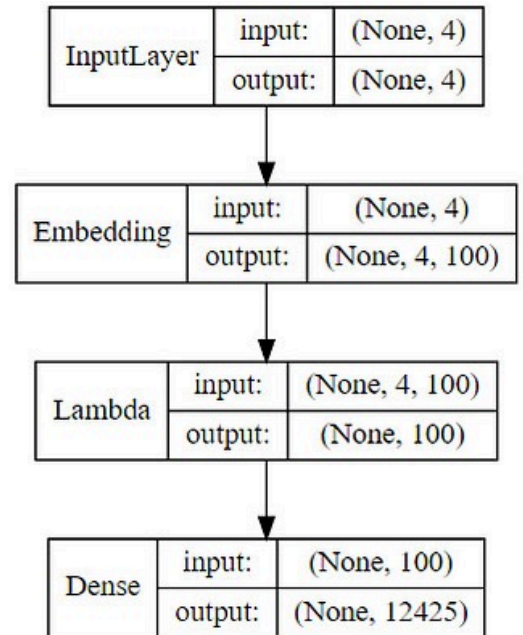 InputLayer
input: (None, 4)
output: (None, 4)
Embedding
input: (None, 4)
output: (None, 4, 100)
Lambda
input: (None, 4, 100)
output: (None, 100)
Dense
input: (None, 100)
output: (None, 12425)